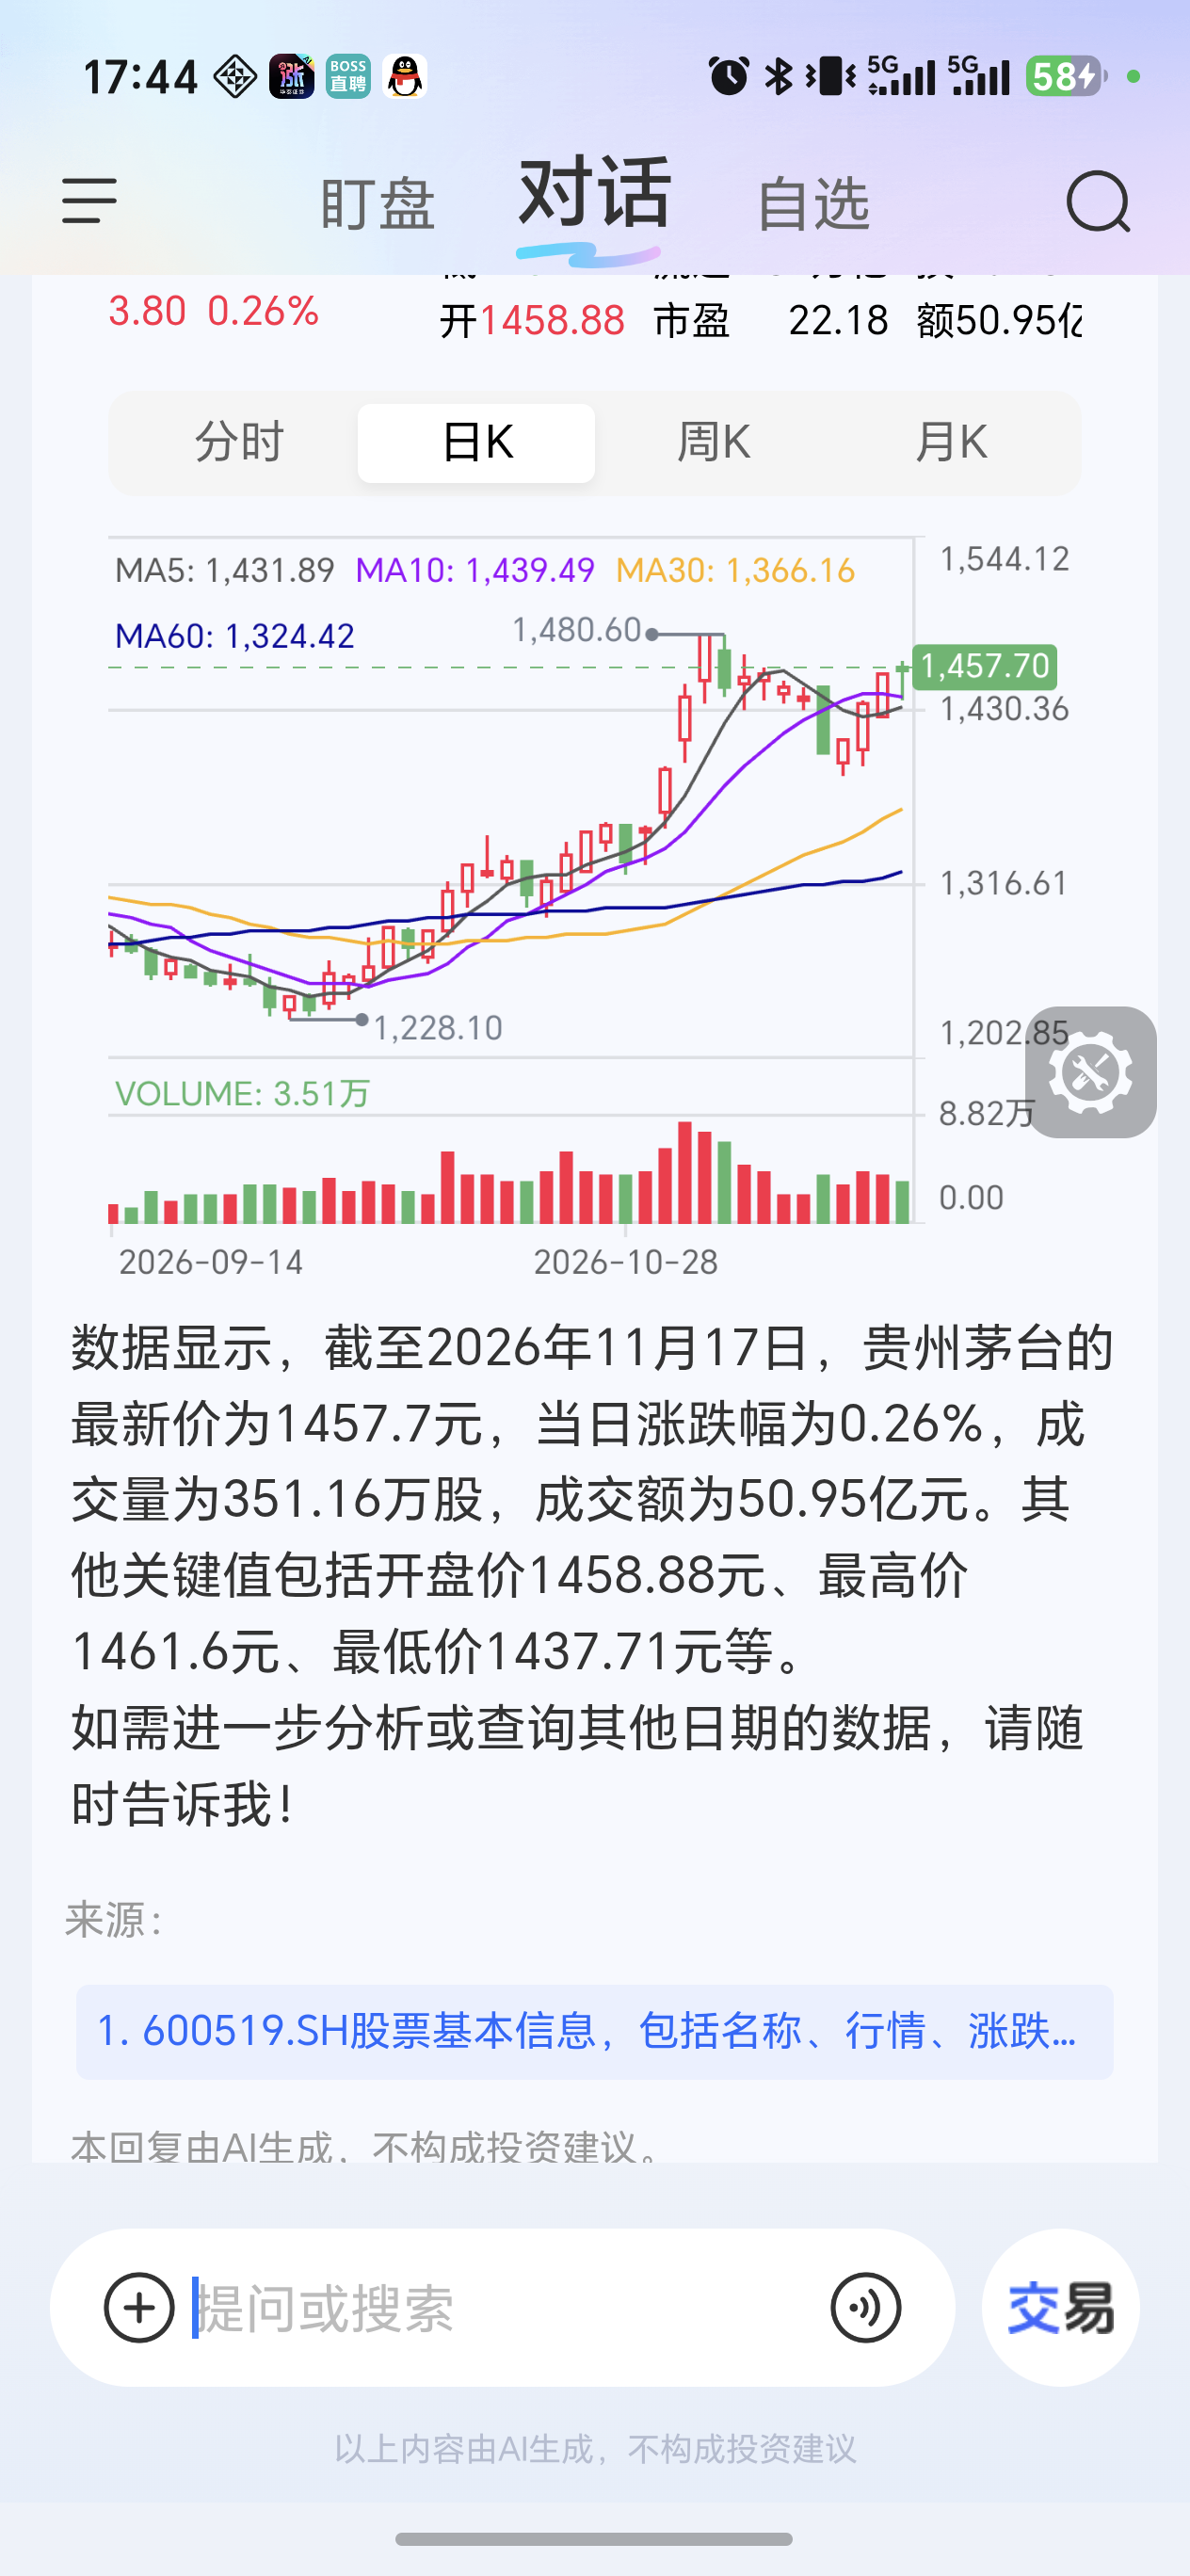 17:44
涨
BOSS
直聘
5G
5G
58
盯盘 对话 自选
3.80 0.26%
开1458.88 市盈 22.18 额50.95亿
分时 日K 周K 月K
MA5: 1,431.89 MA10: 1,439.49 MA30: 1,366.16
MA60: 1,324.42
1,544.12
1,480.60
1,457.70
1,430.36
1,316.61
1,228.10
1,202.85
VOLUME: 3.51万
8.82万
0.00
2026-09-14 2026-10-28
数据显示，截至2026年11月17日，贵州茅台的
最新价为1457.7元，当日涨跌幅为0.26%，成
交量为351.16万股，成交额为50.95亿元。其
他关键值包括开盘价1458.88元、最高价
1461.6元、最低价1437.71元等。
如需进一步分析或查询其他日期的数据，请随
时告诉我！
来源：
1. 600519.SH股票基本信息，包括名称、行情、涨跌...
本回复由AI生成，不构成投资建议。
提问或搜索
交易
以上内容由AI生成，不构成投资建议